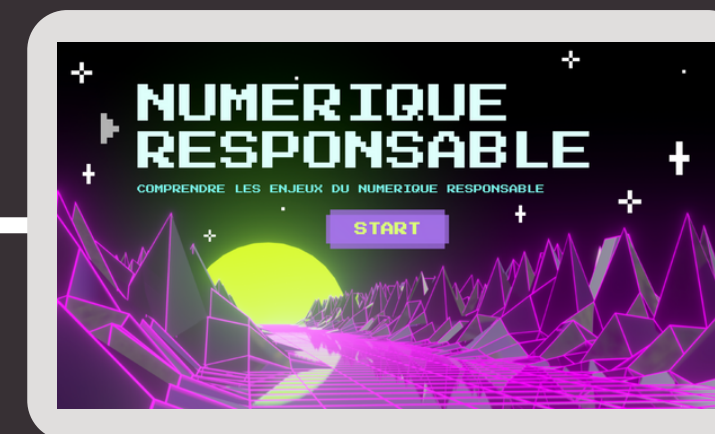 NUMERIQUE
RESPONSABLE
COMPRENDRE LES ENJEUX DU NUMERIQUE RESPONSABLE
START